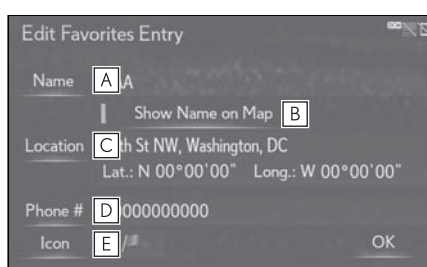 Edit Favorites Entry
DCM
Name A A
Show Name on Map B
Location C th St NW, Washington, DC
Lat.: N 00°00'00" Long.: W 00°00'00"
Phone # D 000000000
Icon E /
OK